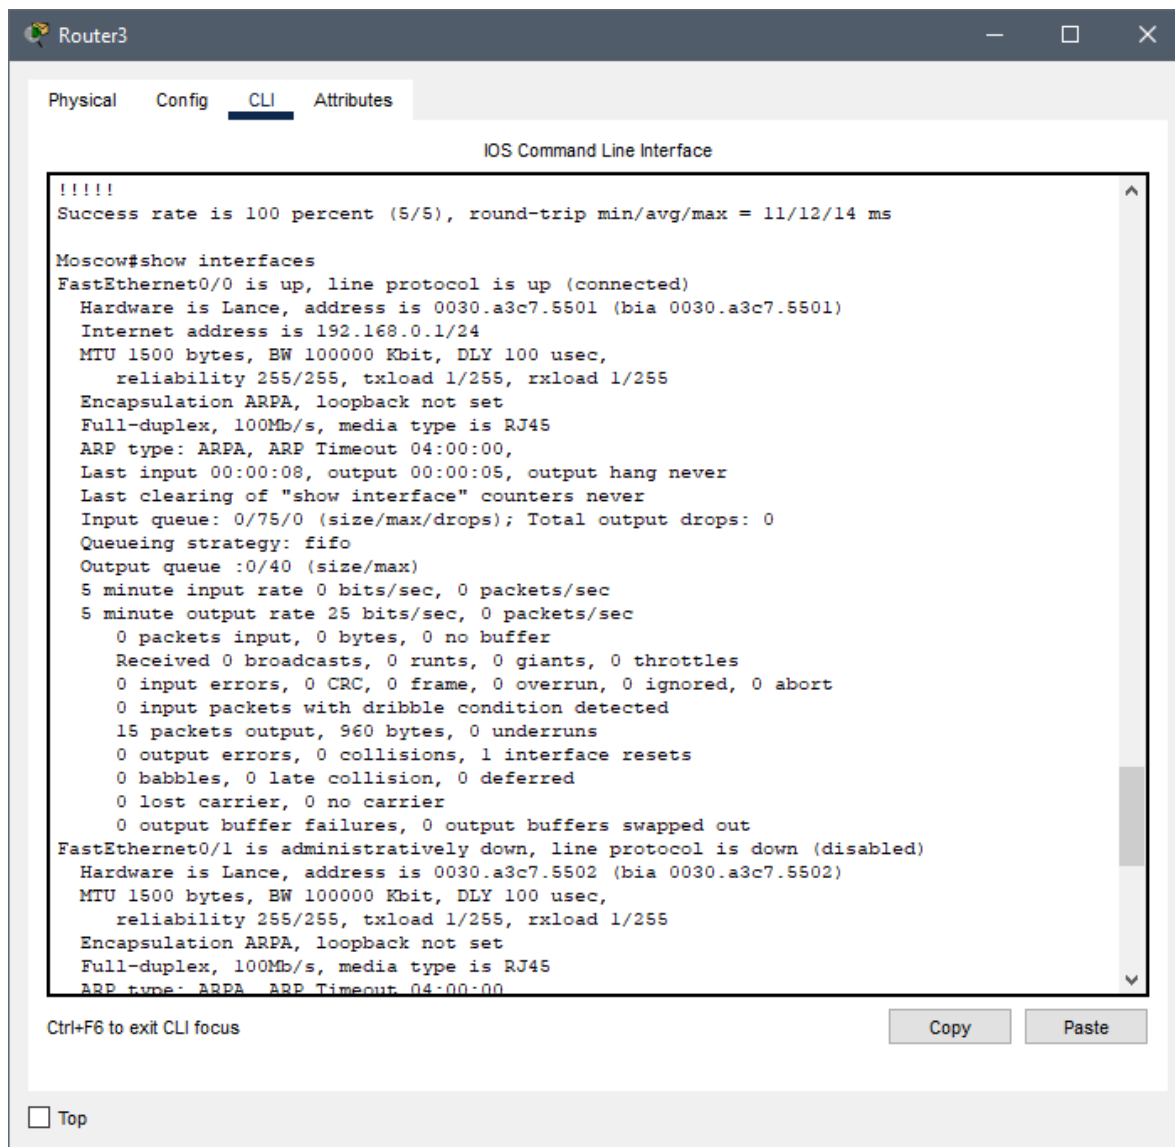 Router3
Physical Config CLI Attributes
IOS Command Line Interface
!!!!!
Success rate is 100 percent (5/5), round-trip min/avg/max = 11/12/14 ms
Moscow#show interfaces
FastEthernet0/0 is up, line protocol is up (connected)
Hardware is Lance, address is 0030.a3c7.5501 (bia 0030.a3c7.5501)
Internet address is 192.168.0.1/24
MTU 1500 bytes, BW 100000 Kbit, DLY 100 usec,
reliability 255/255, txload 1/255, rxload 1/255
Encapsulation ARPA, loopback not set
Full-duplex, 100Mb/s, media type is RJ45
ARP type: ARPA, ARP Timeout 04:00:00,
Last input 00:00:08, output 00:00:05, output hang never
Last clearing of "show interface" counters never
Input queue: 0/75/0 (size/max/drops); Total output drops: 0
Queueing strategy: fifo
Output queue :0/40 (size/max)
5 minute input rate 0 bits/sec, 0 packets/sec
5 minute output rate 25 bits/sec, 0 packets/sec
0 packets input, 0 bytes, 0 no buffer
Received 0 broadcasts, 0 runts, 0 giants, 0 throttles
0 input errors, 0 CRC, 0 frame, 0 overrun, 0 ignored, 0 abort
0 input packets with dribble condition detected
15 packets output, 960 bytes, 0 underruns
0 output errors, 0 collisions, 1 interface resets
0 babbles, 0 late collision, 0 deferred
0 lost carrier, 0 no carrier
0 output buffer failures, 0 output buffers swapped out
FastEthernet0/1 is administratively down, line protocol is down (disabled)
Hardware is Lance, address is 0030.a3c7.5502 (bia 0030.a3c7.5502)
MTU 1500 bytes, BW 100000 Kbit, DLY 100 usec,
reliability 255/255, txload 1/255, rxload 1/255
Encapsulation ARPA, loopback not set
Full-duplex, 100Mb/s, media type is RJ45
ARP type: ARPA, ARP Timeout 04:00:00
Ctrl+F6 to exit CLI focus
Copy Paste
Top